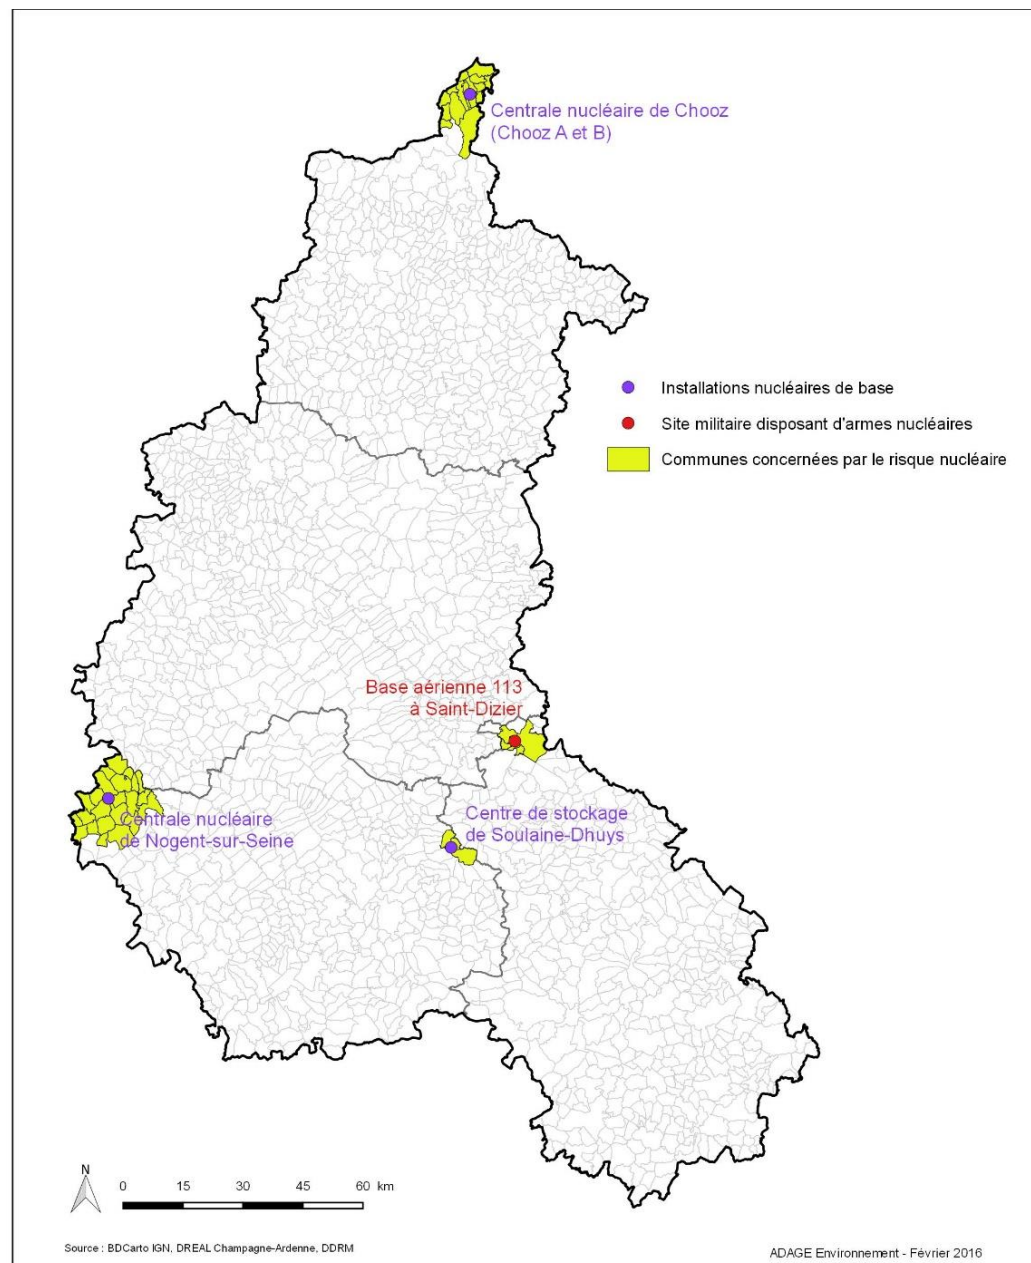 Centrale nucléaire de Chooz
(Chooz A et B)
Installations nucléaires de base
Site militaire disposant d'armes nucléaires
Communes concernées par le risque nucléaire
Base aérienne 113
à Saint-Dizier
Centrale nucléaire
de Nogent-sur-Seine
Centre de stockage
de Soulaine-Dhuys
N
0 15 30 45 60 km
Source : BDCarto IGN, DREAL Champagne-Ardenne, DDRM
ADAGE Environnement - Février 2016